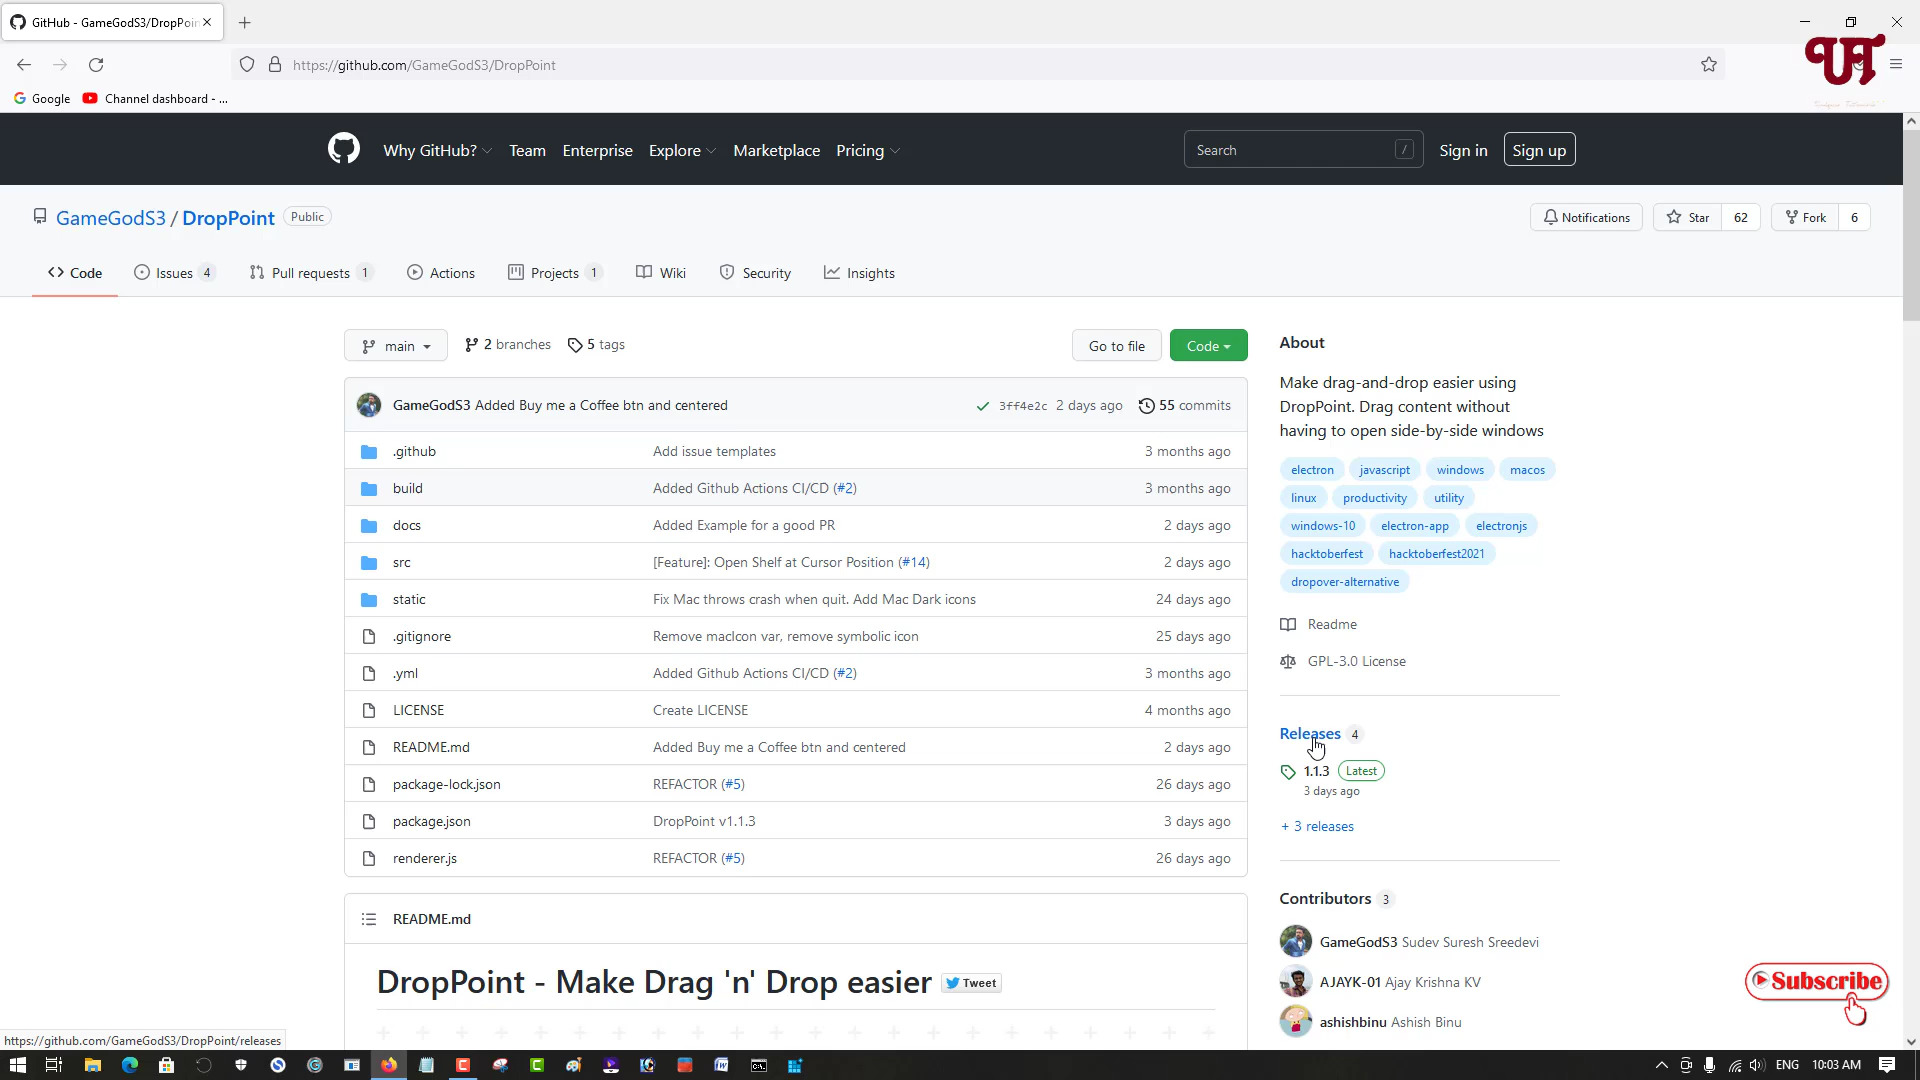 GitHub - GameGodS3/DropPoin
https://github.com/GameGodS3/DropPoint
Google Channel dashboard - ...
Why GitHub? Team Enterprise Explore Marketplace Pricing Search / Sign in Sign up
GameGodS3 / DropPoint Public Notifications Star 62 Fork 6
Code Issues 4 Pull requests 1 Actions Projects 1 Wiki Security Insights
main 2 branches 5 tags Go to file Code
GameGodS3 Added Buy me a Coffee btn and centered 3ff4e2c 2 days ago 55 commits
.github Add issue templates 3 months ago
build Added Github Actions CI/CD (#2) 3 months ago
docs Added Example for a good PR 2 days ago
src [Feature]: Open Shelf at Cursor Position (#14) 2 days ago
static Fix Mac throws crash when quit. Add Mac Dark icons 24 days ago
.gitignore Remove macIcon var, remove symbolic icon 25 days ago
.yml Added Github Actions CI/CD (#2) 3 months ago
LICENSE Create LICENSE 4 months ago
README.md Added Buy me a Coffee btn and centered 2 days ago
package-lock.json REFACTOR (#5) 26 days ago
package.json DropPoint v1.1.3 3 days ago
renderer.js REFACTOR (#5) 26 days ago
README.md
DropPoint - Make Drag 'n' Drop easier Tweet
About
Make drag-and-drop easier using
DropPoint. Drag content without
having to open side-by-side windows
electron javascript windows macos
linux productivity utility
windows-10 electron-app electronjs
hacktoberfest hacktoberfest2021
dropover-alternative
Readme
GPL-3.0 License
Releases 4
1.1.3 Latest
3 days ago
+ 3 releases
Contributors 3
GameGodS3 Sudev Suresh Sreedevi
AJAYK-01 Ajay Krishna KV
ashishbinu Ashish Binu
Subscribe
https://github.com/GameGodS3/DropPoint/releases
ENG 10:03 AM